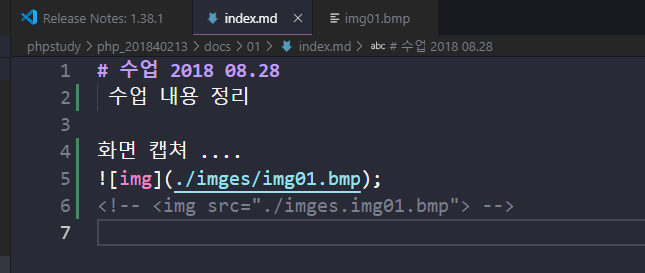 Release Notes: 1.38.1 index.md × img01.bmp
phpstudy > php_201840213 > docs > 01 > index.md > abc # 수업 2018 08.28
1 # 수업 2018 08.28
2 수업 내용 정리
3
4 화면 캡쳐 ....
5 ![img](./imges/img01.bmp);
6 <!-- <img src="./imges.img01.bmp"> -->
7